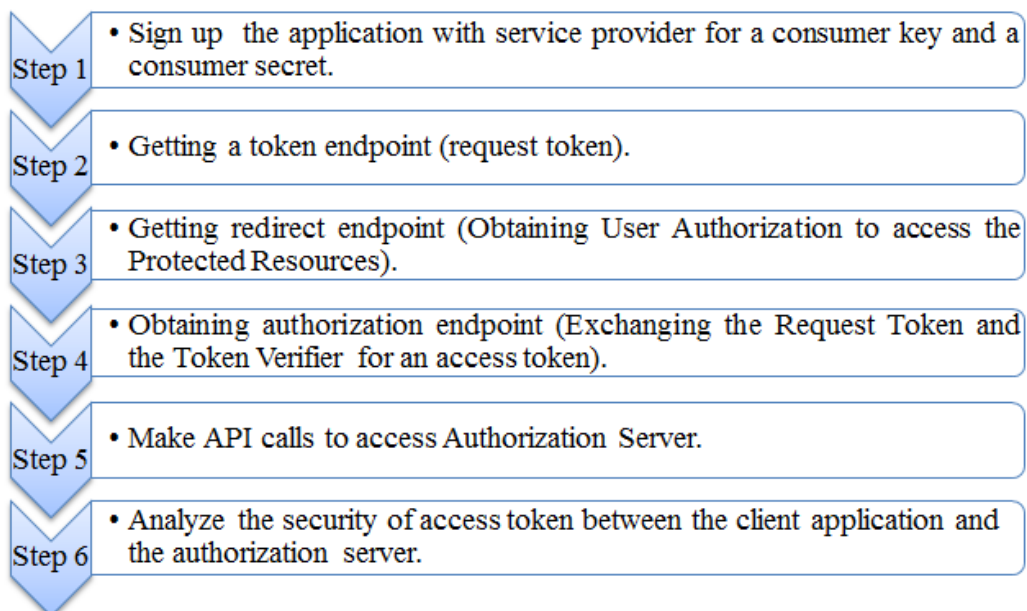 • Sign up the application with service provider for a consumer key and a
Step 1
consumer secret.
• Getting a token endpoint (request token).
Step 2
• Getting redirect endpoint (Obtaining User Authorization to access the
Step 3
Protected Resources).
• Obtaining authorization endpoint (Exchanging the Request Token and
Step 4
the Token Verifier for an access token).
• Make API calls to access Authorization Server.
Step 5
• Analyze the security of access token between the client application and
Step 6
the authorization server.